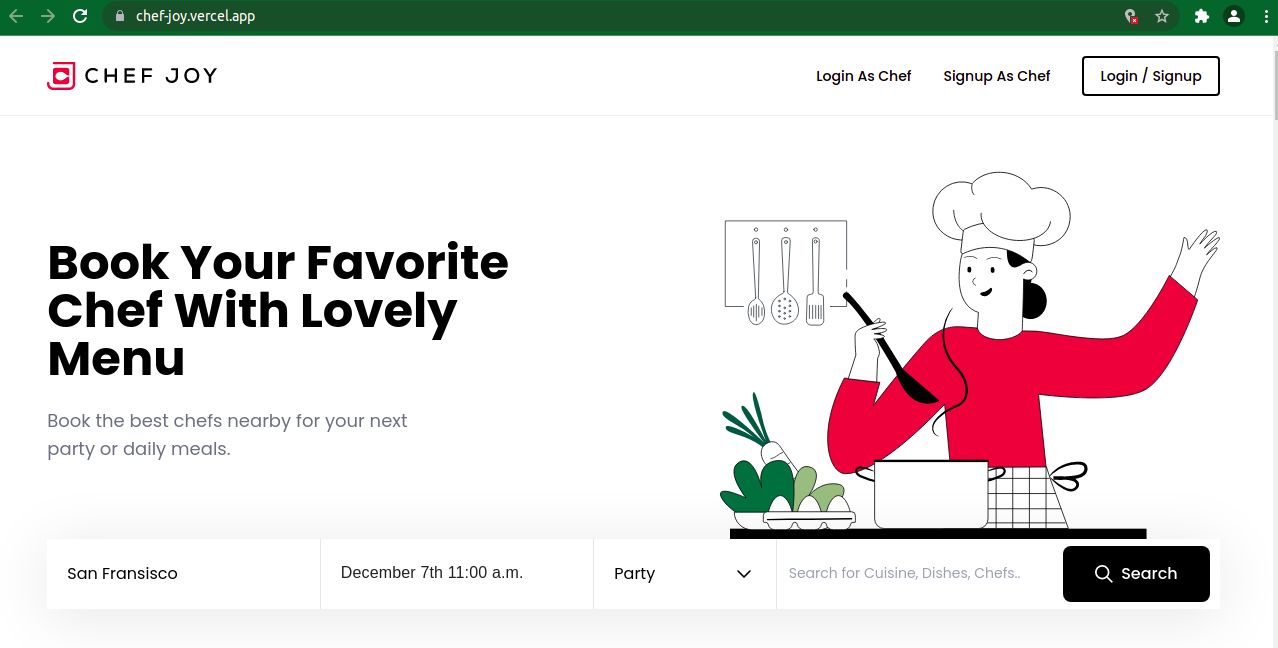 chef-joy.vercel.app
CHEF JOY
Login As Chef
Signup As Chef
Login / Signup
Book Your Favorite
Chef With Lovely
Menu
Book the best chefs nearby for your next
party or daily meals.
San Fransisco
December 7th 11:00 a.m.
Party
Search for Cuisine, Dishes, Chefs..
Search